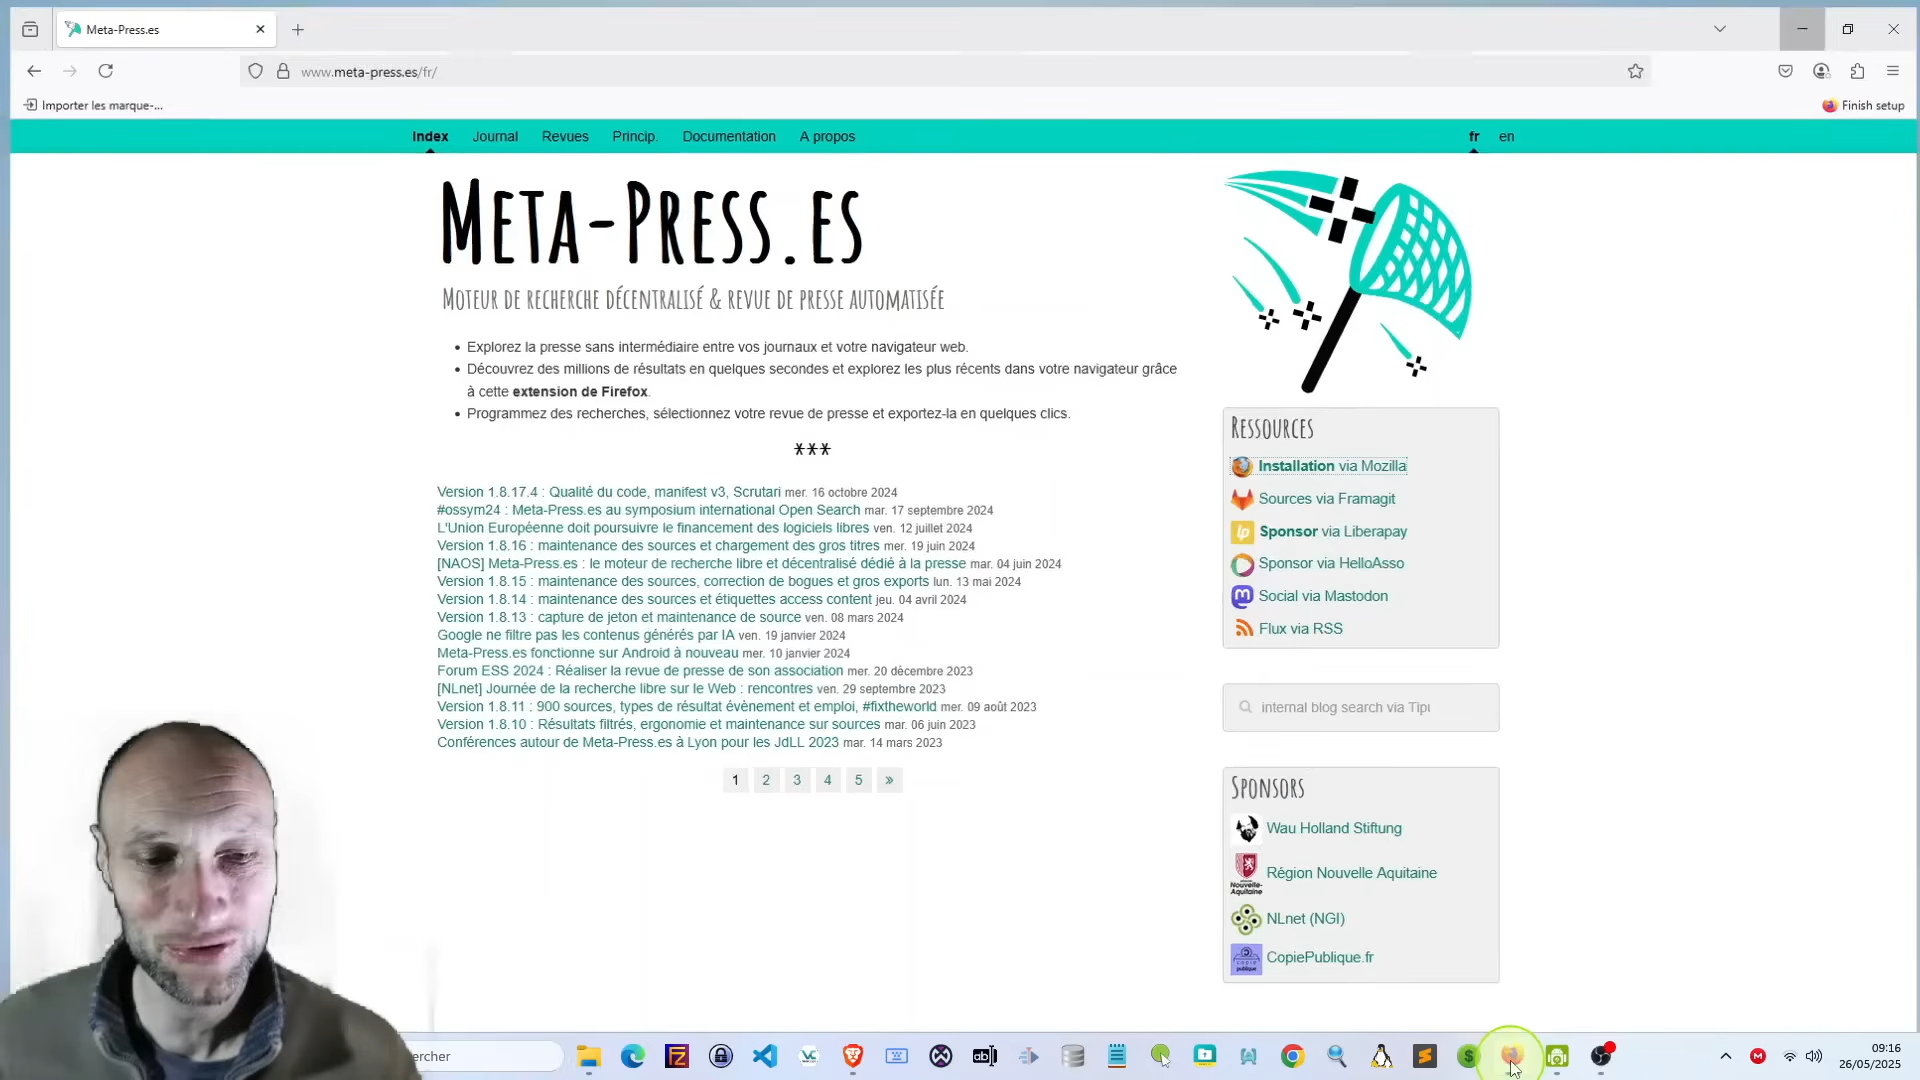 Meta-Press.es
www.meta-press.es/fr/
Importer les marque-...
Finish setup
Index Journal Revues Princip. Documentation A propos
fr en
Meta-Press.es
Moteur de recherche décentralisé & revue de presse automatisée
Explorez la presse sans intermédiaire entre vos journaux et votre navigateur web.
Découvrez des millions de résultats en quelques secondes et explorez les plus récents dans votre navigateur grâce
à cette extension de Firefox.
Programmez des recherches, sélectionnez votre revue de presse et exportez-la en quelques clics.
***
Version 1.8.17.4 : Qualité du code, manifest v3, Scrutari mer. 16 octobre 2024
#ossym24 : Meta-Press.es au symposium international Open Search mar. 17 septembre 2024
L'Union Européenne doit poursuivre le financement des logiciels libres ven. 12 juillet 2024
Version 1.8.16 : maintenance des sources et chargement des gros titres mer. 19 juin 2024
[NAOS] Meta-Press.es : le moteur de recherche libre et décentralisé dédié à la presse mar. 04 juin 2024
Version 1.8.15 : maintenance des sources, correction de bogues et gros exports lun. 13 mai 2024
Version 1.8.14 : maintenance des sources et étiquettes access content jeu. 04 avril 2024
Version 1.8.13 : capture de jeton et maintenance de source ven. 08 mars 2024
Google ne filtre pas les contenus générés par IA ven. 19 janvier 2024
Meta-Press.es fonctionne sur Android à nouveau mer. 10 janvier 2024
Forum ESS 2024 : Réaliser la revue de presse de son association mer. 20 décembre 2023
[NLnet] Journée de la recherche libre sur le Web : rencontres ven. 29 septembre 2023
Version 1.8.11 : 900 sources, types de résultat évènement et emploi, #fixtheworld mer. 09 août 2023
Version 1.8.10 : Résultats filtrés, ergonomie et maintenance sur sources mar. 06 juin 2023
Conférences autour de Meta-Press.es à Lyon pour les JdLL 2023 mar. 14 mars 2023
1 2 3 4 5 »
Ressources
Installation via Mozilla
Sources via Framagit
lp Sponsor via Liberapay
Sponsor via HelloAsso
Social via Mastodon
Flux via RSS
internal blog search via Tip
Sponsors
Wau Holland Stiftung
Région Nouvelle Aquitaine
Nouvelle-
Aquitaine
NLnet (NGI)
CopiePublique.fr
copie
publique
ercher
09:16
26/05/2025